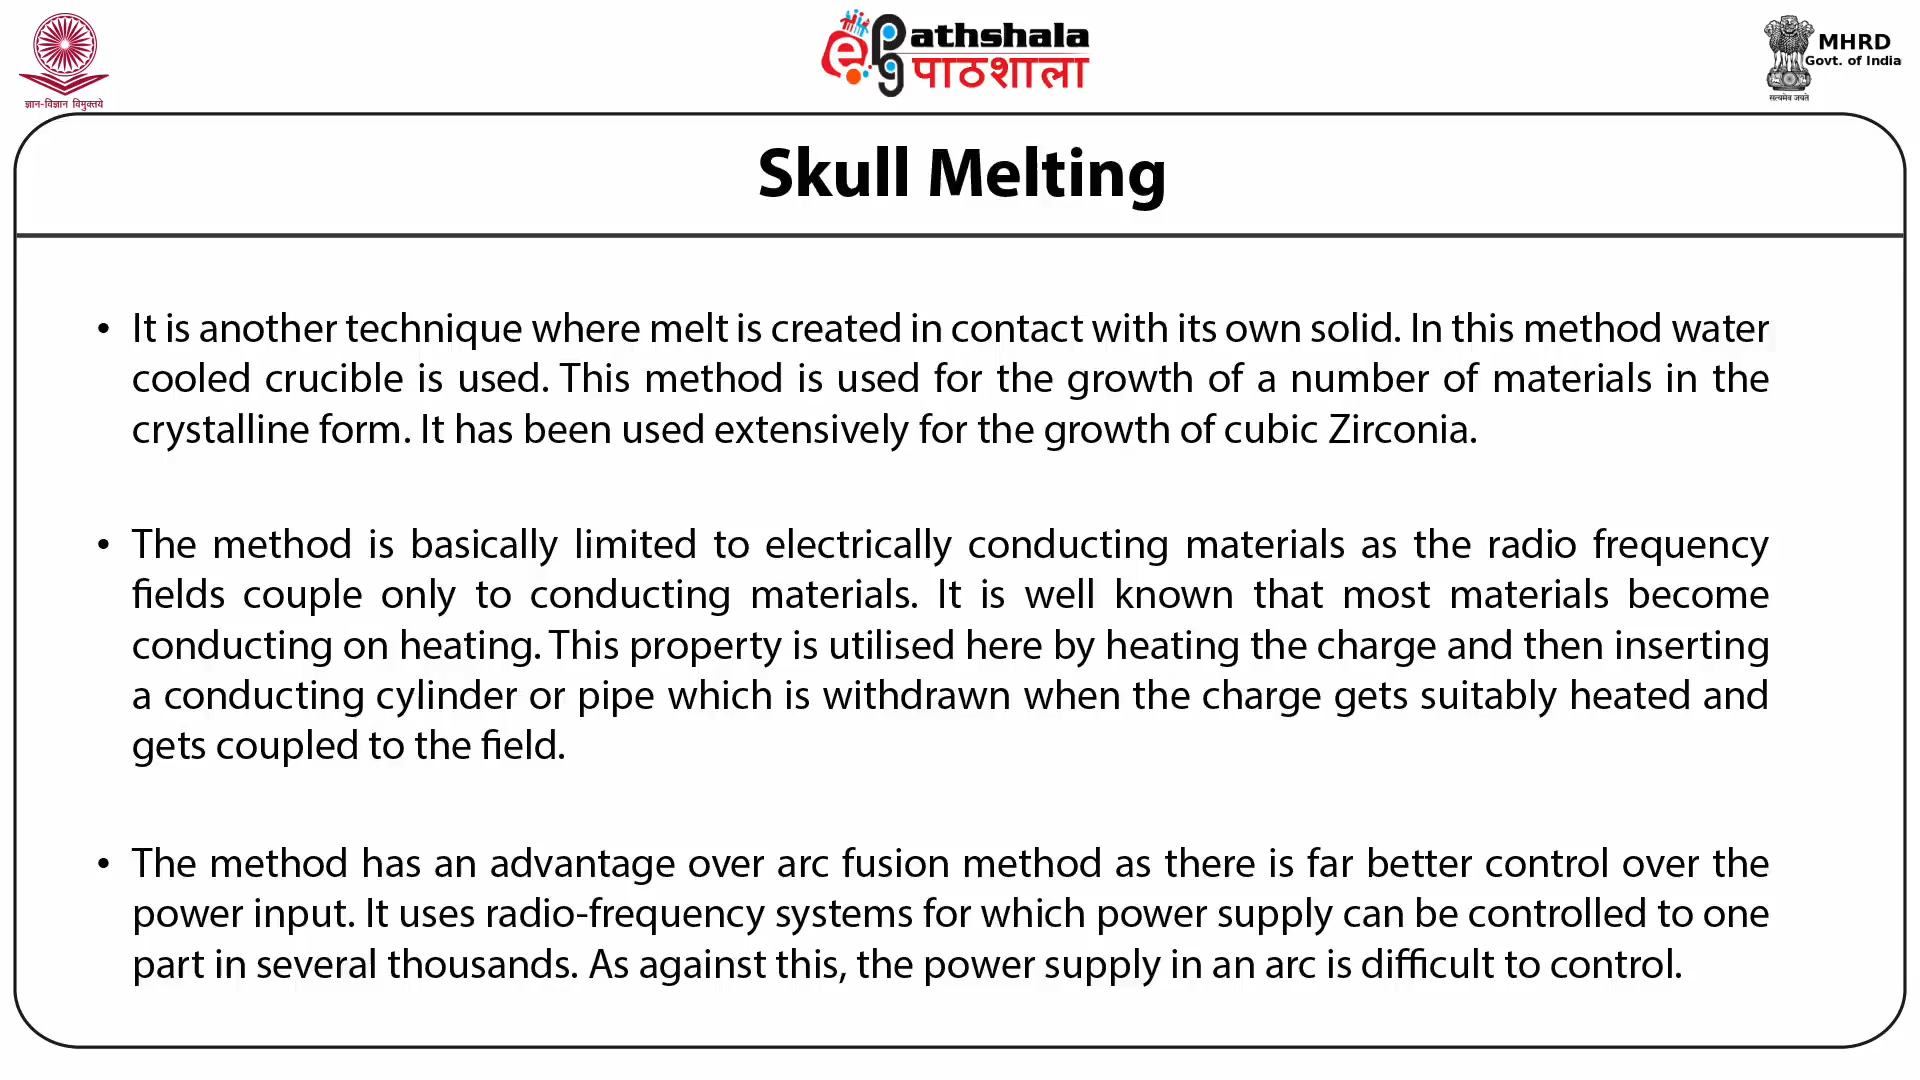 ज्ञान-विज्ञान विमुक्तये
e
Pathshala
पाठशाला
MHRD
Govt. of India
सत्यमेव जयते
Skull Melting
• It is another technique where melt is created in contact with its own solid. In this method water
cooled crucible is used. This method is used for the growth of a number of materials in the
crystalline form. It has been used extensively for the growth of cubic Zirconia.
• The method is basically limited to electrically conducting materials as the radio frequency
fields couple only to conducting materials. It is well known that most materials become
conducting on heating. This property is utilised here by heating the charge and then inserting
a conducting cylinder or pipe which is withdrawn when the charge gets suitably heated and
gets coupled to the field.
• The method has an advantage over arc fusion method as there is far better control over the
power input. It uses radio-frequency systems for which power supply can be controlled to one
part in several thousands. As against this, the power supply in an arc is difficult to control.